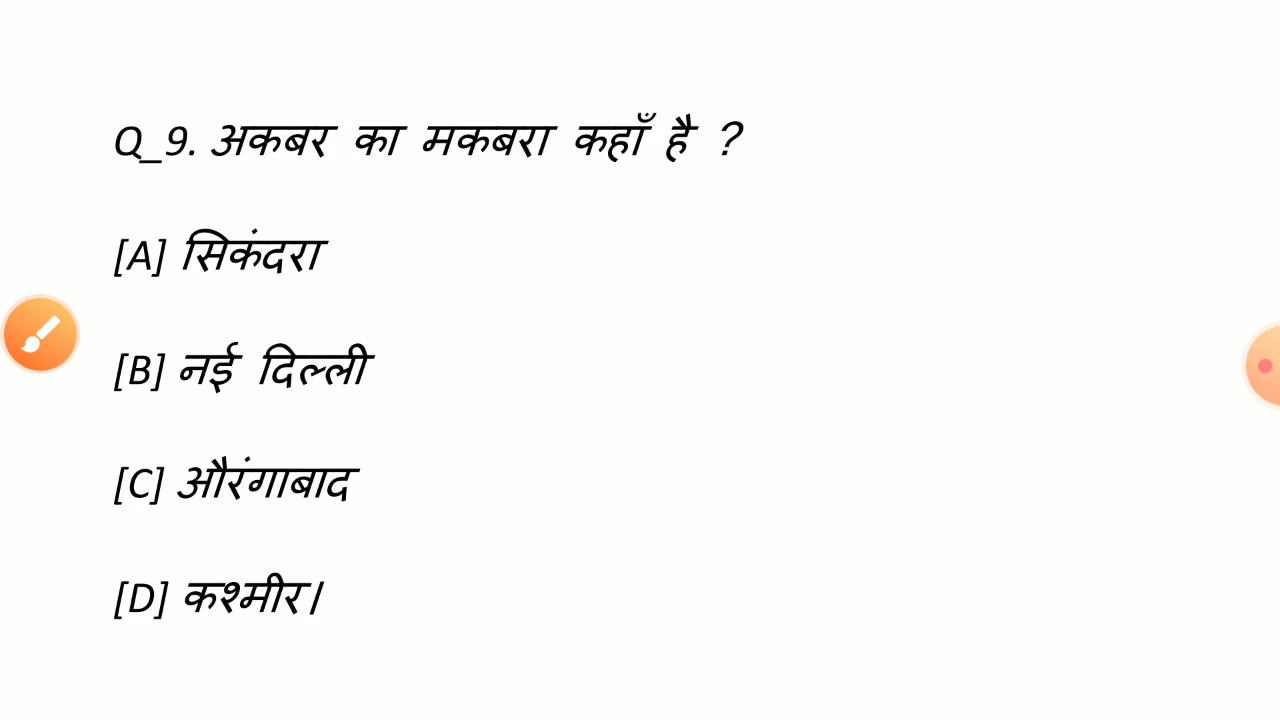 Q_9. अकबर का मकबरा कहाँ है ?
[A] सिकंदरा
[B] नई दिल्ली
[C] औरंगाबाद
[D] कश्मीर।